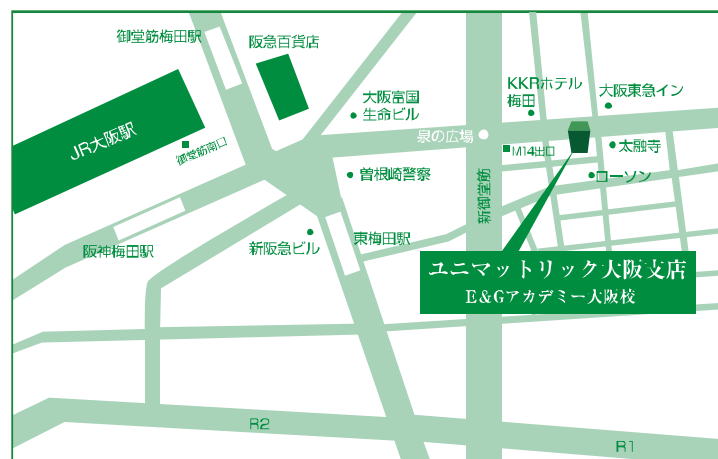 御堂筋梅田駅
阪急百貨店
大阪富国
生命ビル
KKRホテル
梅田
大阪東急イン
JR大阪駅
御堂筋南口
泉の広場
M14出口
太融寺
曽根崎警察
ローソン
新御堂筋
阪神梅田駅
新阪急ビル
東梅田駅
ユニマットリック大阪支店
E&Gアカデミー大阪校
R2
R1